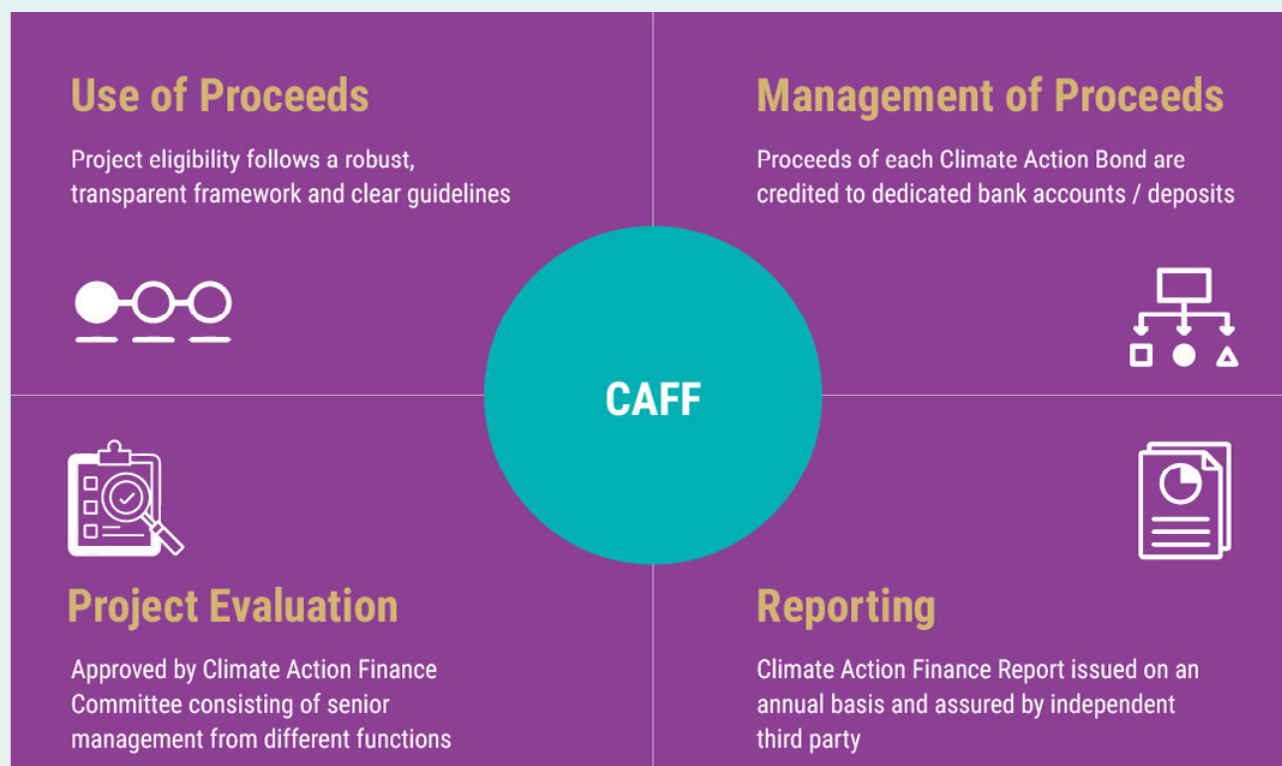 Use of Proceeds
Project eligibility follows a robust,
transparent framework and clear guidelines
Management of Proceeds
Proceeds of each Climate Action Bond are
credited to dedicated bank accounts / deposits
CAFF
Project Evaluation
Approved by Climate Action Finance
Committee consisting of senior
management from different functions
Reporting
Climate Action Finance Report issued on an
annual basis and assured by independent
third party